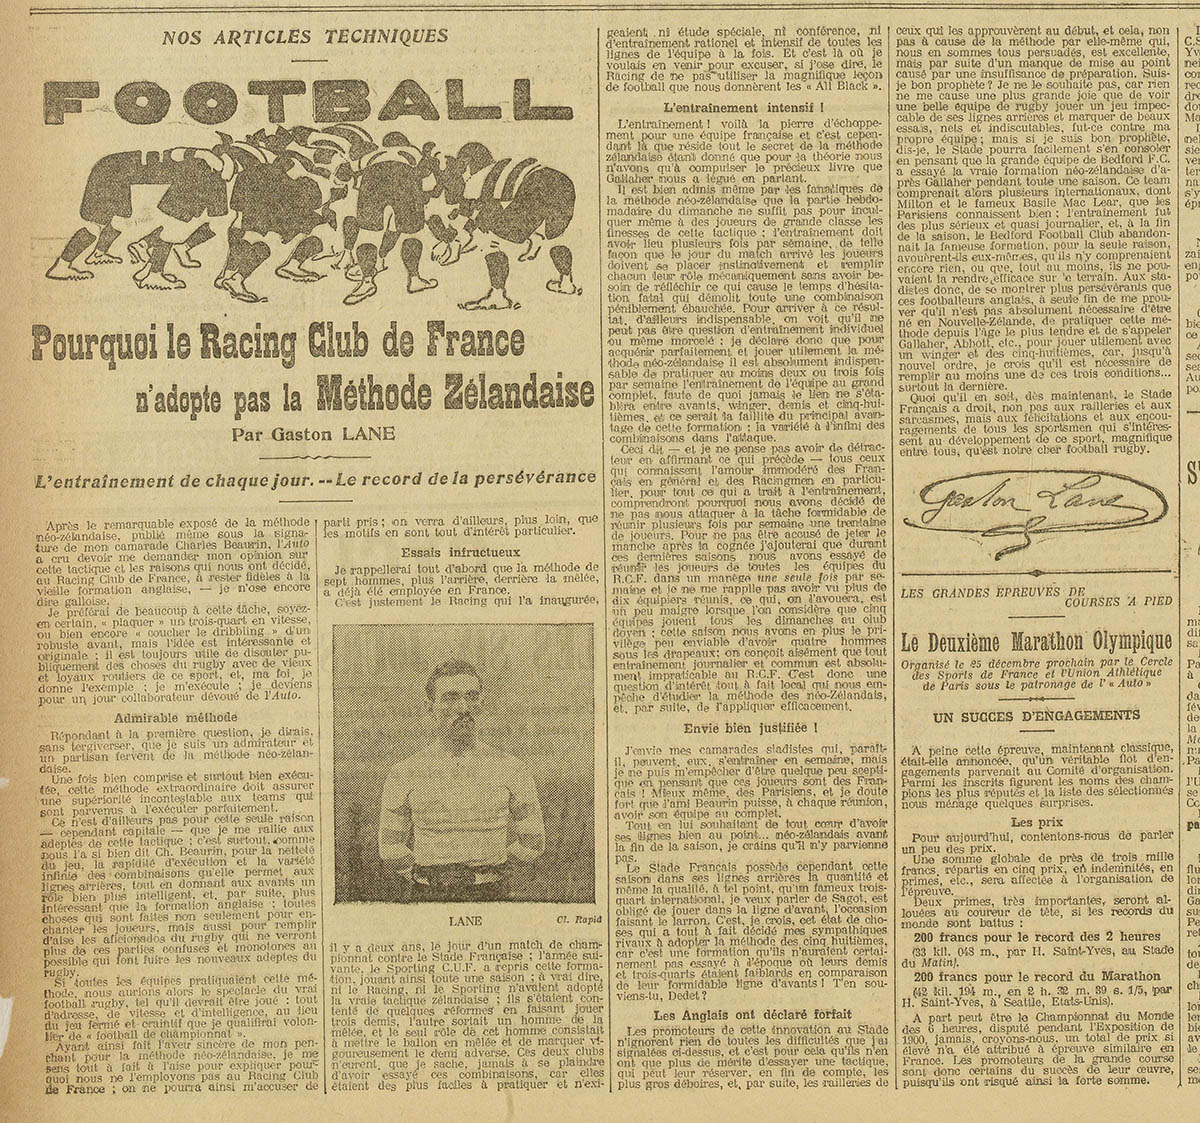 NOS ARTICLES TECHNIQUES
FOOTBALL
Pourquoi le Racing Club de France
n'adopte pas la Méthode Zélandaise
Par Gaston LANE
L'entraînement de chaque jour. -- Le record de la persévérance
Après le remarquable exposé de la méthode
néo-zélandaise, publié même sous la signa-
ture de mon camarade Charles Beaurin, l'Auto
a cru devoir me demander mon opinion sur
cette tactique et les raisons qui nous ont décidé,
au Racing Club de France, à rester fidèles à la
vieille formation anglaise, — je n'ose encore
dire galloise.
Je préférai de beaucoup à cette tâche, soyez-
en certain, « plaquer » un trois-quart en vitesse,
ou bien encore « coucher le dribbling » d'un
robuste avant, mais l'idée est intéressante et
originale ; il est toujours utile de discuter pu-
bliquement des choses du rugby avec de vieux
et loyaux routiers de ce sport, et, ma foi, je
donne l'exemple ; je m'exécute ; je deviens
pour un jour collaborateur dévoué de l'Auto.
Admirable méthode
Répondant à la première question, je dirais,
sans tergiverser, que je suis un admirateur et
un partisan fervent de la méthode néo-zélan-
daise.
Une fois bien comprise et surtout bien exécu-
tée, cette méthode extraordinaire doit assurer
une supériorité incontestable aux teams qui
sont parvenus à l'exécuter parfaitement.
Ce n'est d'ailleurs pas pour cette seule raison
— cependant capitale — que je me rallie aux
adeptes de cette tactique ; c'est surtout, comme
nous l'a si bien dit Ch. Beaurin, pour la netteté
du jeu, la rapidité d'exécution et la variété
infinie des combinaisons qu'elle permet aux
lignes arrières, tout en donnant aux avants un
rôle bien plus intelligent, et, par suite, plus
intéressant que la formation anglaise ; toutes
choses qui sont faites non seulement pour en-
chanter les joueurs, mais aussi pour remplir
d'aise les aficionados du rugby qui ne verront
plus de ces parties confuses et monotones au
possible qui font fuire les nouveaux adeptes du
rugby.
Si toutes les équipes pratiquaient cette mé-
thode, nous aurions alors le spectacle du vrai
football rugby, tel qu'il devrait être joué : tout
d'adresse, de vitesse et d'intelligence, au lieu
du jeu fermé et craintif que je qualifirai volon-
tier de « football de championnat ».
Ayant ainsi fait l'aveu sincère de mon pen-
chant pour la méthode néo-zélandaise, je me
sens tout à fait à l'aise pour expliquer pour-
quoi nous ne l'employons pas au Racing Club
de France ; on ne pourra ainsi m'accuser de
parti pris ; on verra d'ailleurs, plus loin, que
les motifs en sont tout d'intérêt particulier.
Essais infructueux
Je rappellerai tout d'abord que la méthode de
sept hommes, plus l'arrière, derrière la mêlée,
a déjà été employée en France.
C'est justement le Racing qui l'a inaugurée,
LANE
Cl. Rapid
il y a deux ans, le jour d'un match de cham-
pionnat contre le Stade Française ; l'année sui-
vante, le Sporting C.U.F. a repris cette forma-
tion, jouant ainsi toute une saison ; à vrai dire,
ni le Racing, ni le Sporting n'avaient adopté
la vraie tactique zélandaise ; ils s'étaient con-
tenté de quelques réformes en faisant jouer
trois demis, l'autre sortait un homme de la
mêlée, et le seul rôle de cet homme consistait
à mettre le ballon en mêlée et de marquer vi-
goureusement le demi adverse. Ces deux clubs
n'eurent, que je sache, jamais à se plaindre
d'avoir essayé ces combinaisons, car elles
étaient des plus faciles à pratiquer et n'exi-
geaient ni étude spéciale, ni conférence, ni
d'entraînement rationel et intensif de toutes les
lignes de l'équipe à la fois. Et c'est là où je
voulais en venir pour excuser, si j'ose dire, le
Racing de ne pas utiliser la magnifique leçon
de football que nous donnèrent les « All Black ».
L'entraînement intensif !
L'entraînement ! voilà la pierre d'échoppe-
ment pour une équipe française et c'est cepen-
dant là que réside tout le secret de la méthode
zélandaise étant donné que pour la théorie nous
n'avons qu'à compulser le précieux livre que
Gallaher nous a légué en partant.
Il est bien admis même par les fanatiques de
la méthode néo-zélandaise que la partie hebdo-
madaire du dimanche ne suffit pas pour incul-
quer même à des joueurs de grande classe les
finesses de cette tactique ; l'entraînement doit
avoir lieu plusieurs fois par semaine, de telle
façon que le jour du match arrivé les joueurs
doivent se placer instinctivement et remplir
chacun leur rôle mécaniquement sans avoir be-
soin de réfléchir ce qui cause le temps d'hésita-
tion fatal qui démolit toute une combinaison
péniblement ébauchée. Pour arriver à ce résul-
tat, d'ailleurs indispensable, on voit qu'il ne
peut pas être question d'entraînement individuel
ou même morcelé ; je déclare donc que pour
acquérir parfaitement et jouer utilement la mé-
thode néo-zélandaise il est absolument indispen-
sable de pratiquer au moins deux ou trois fois
par semaine l'entraînement de l'équipe au grand
complet, faute de quoi jamais le lien ne s'éta-
blira entre avants, winger, demis et cinq-hui-
tièmes, et ce serait la faillite du principal avan-
tage de cette formation ; la variété à l'infini des
combinaisons dans l'attaque.
Ceci dit — et je ne pense pas avoir de détrac-
teur en affirmant ce qui précède — tous ceux
qui connaissent l'amour immodéré des Fran-
çais en général et des Racingmen en particu-
lier, pour tout ce qui a trait à l'entraînement,
comprendront pourquoi nous avons décidé de
ne pas nous attaquer à la tâche formidable de
réunir plusieurs fois par semaine une trentaine
de joueurs. Pour ne pas être accusé de jeter le
manche après la cognée j'ajouterai que durant
ces dernières saisons, nous avons essayé de
réunir les joueurs de toutes les équipes du
R.C.F. dans un manège une seule fois par se-
maine et je ne me rappile pas avoir vu plus de
dix équipiers réunis, ce qui, on l'avouera, est
un peu maigre lorsque l'on considère que cinq
équipes jouent tous les dimanches au club
doyen ; cette saison nous avons en plus le pri-
vilège peu enviable d'avoir quatre hommes
sous les drapeaux; on conçoit aisément que tout
entraînement journalier et commun est absolu-
ment impraticable au R.C.F. C'est donc une
question d'intérêt tout à fait local qui nous em-
pêche d'étudier la méthode des néo-Zélandais,
et, par suite, de l'appliquer efficacement.
Envie bien justifiée !
J'envie mes camarades stadistes qui, paraît-
il, peuvent, eux, s'entraîner en semaine, mais
je ne puis m'empêcher d'être quelque peu scepti-
que en pensant que ces joueurs sont des Fran-
çais ! Mieux même, des Parisiens, et je doute
fort que l'ami Beaurin puisse, à chaque réunion,
avoir son équipe au complet.
Tout en lui souhaitant de tout cœur d'avoir
ses lignes bien au point... néo-zélandais avant
la fin de la saison, je crains qu'il n'y parvienne
pas.
Le Stade Français possède cependant cette
saison dans ses lignes arrières la quantité et
même la qualité, à tel point, qu'un fameux trois-
quart international, je veux parler de Sagot, est
obligé de jouer dans la ligne d'avant, l'occasion
faisant le larron. C'est, je crois, cet état de cho-
ses qui a tout à fait décidé mes sympathiques
rivaux à adopter la méthode des cinq huitièmes,
car c'est une formation qu'ils n'auraient certai-
nement pas essayé à l'époque où leurs demis
et trois-quarts étaient faiblards en comparaison
de leur formidable ligne d'avants ! T'en sou-
viens-tu, Dedet ?
Les Anglais ont déclaré forfait
Les promoteurs de cette innovation au Stade
n'ignorent rien de toutes les difficultés que j'ai
signalées ci-dessus, et c'est pour cela qu'ils n'en
ont que plus de mérite d'essayer une tactique,
qui peut leur réserver, en fin de compte, les
plus gros déboires, et, par suite, les railleries de
ceux qui les approuvèrent au début, et cela, non
pas à cause de la méthode par elle-même qui,
nous en sommes tous persuadés, est excellente,
mais par suite d'un manque de mise au point
causé par une insuffisance de préparation. Suis-
je bon prophète? Je ne le souhaite pas, car rien
ne me cause une plus grande joie que de voir
une belle équipe de rugby jouer un jeu impec-
cable de ses lignes arrières et marquer de beaux
essais, nets et indiscutables, fut-ce contre ma
propre équipe; mais si je suis bon prophète,
dis-je, le Stade pourra facilement s'en consoler
en pensant que la grande équipe de Bedford F.C.
a essayé la vraie formation néo-zélandaise d'a-
près Gallaher pendant toute une saison. Ce team
comprenait alors plusieurs internationaux, dont
Milton et le fameux Basile Mac Lear, que les
Parisiens connaissent bien ; l'entraînement fut
des plus sérieux et quasi journalier, et, à la fin
de la saison, le Bedford Football Club abandon-
nait la fameuse formation, pour la seule raison,
avouèrent-ils eux-mêmes, qu'ils n'y comprenaient
encore rien, ou que, tout au moins, ils ne pou-
vaient la rendre efficace sur le terrain. Aux sta-
distes donc, de se montrer plus persévérants que
ces footballeurs anglais, à seule fin de me prou-
ver qu'il n'est pas absolument nécessaire d'être
né en Nouvelle-Zélande, de pratiquer cette mé-
thode depuis l'âge le plus tendre et de s'appeler
Gallaher, Abbott, etc., pour jouer utilement avec
un winger et des cinq-huitièmes, car, jusqu'à
nouvel ordre, je crois qu'il est nécessaire de
remplir au moins une de ces trois conditions...
surtout la dernière.
Quoi qu'il en soit, dès maintenant, le Stade
Français a droit, non pas aux railleries et aux
sarcasmes, mais aux félicitations et aux encou-
ragements de tous les sportsmen qui s'intéres-
sent au développement de ce sport, magnifique
entre tous, qu'est notre cher football rugby.
Gaston Lane
LES GRANDES ÉPREUVES DE
COURSES A PIED
Le Deuxième Marathon Olympique
Organisé le 25 décembre prochain par le Cercle
des Sports de France et l'Union Athlétique
de Paris sous le patronage de l' « Auto »
UN SUCCES D'ENGAGEMENTS
A peine cette épreuve, maintenant classique,
était-elle annoncée, qu'un véritable flot d'en-
gagements parvenait au Comité d'organisation.
Parmi les inscrits figurent les noms des cham-
pions les plus réputés et la liste des sélectionnés
nous ménage quelques surprises.
Les prix
Pour aujourd'hui, contentons-nous de parler
un peu des prix.
Une somme globale de près de trois mille
francs, répartis en cinq prix, en indemnités, en
primes, etc., sera affectée à l'organisation de
l'épreuve.
Deux primes, très importantes, seront al-
louées au coureur de tête, si les records du
monde sont battus :
200 francs pour le record des 2 heures
(33 kil. 043 m., par H. Saint-Yves, au Stade
du Matin).
200 francs pour le record du Marathon
(42 kil. 194 m., en 2 h. 32 m. 39 s. 1/5, par
H. Saint-Yves, à Seattle, Etats-Unis).
A part peut être le Championnat du Monde
des 6 heures, disputé pendant l'Exposition de
1900, jamais, croyons-nous, un total de prix si
élevé n'a été attribué à épreuve similaire en
France. Les promoteurs de la grande course
sont donc certains du succès de leur œuvre,
puisqu'ils ont risqué ainsi la forte somme.